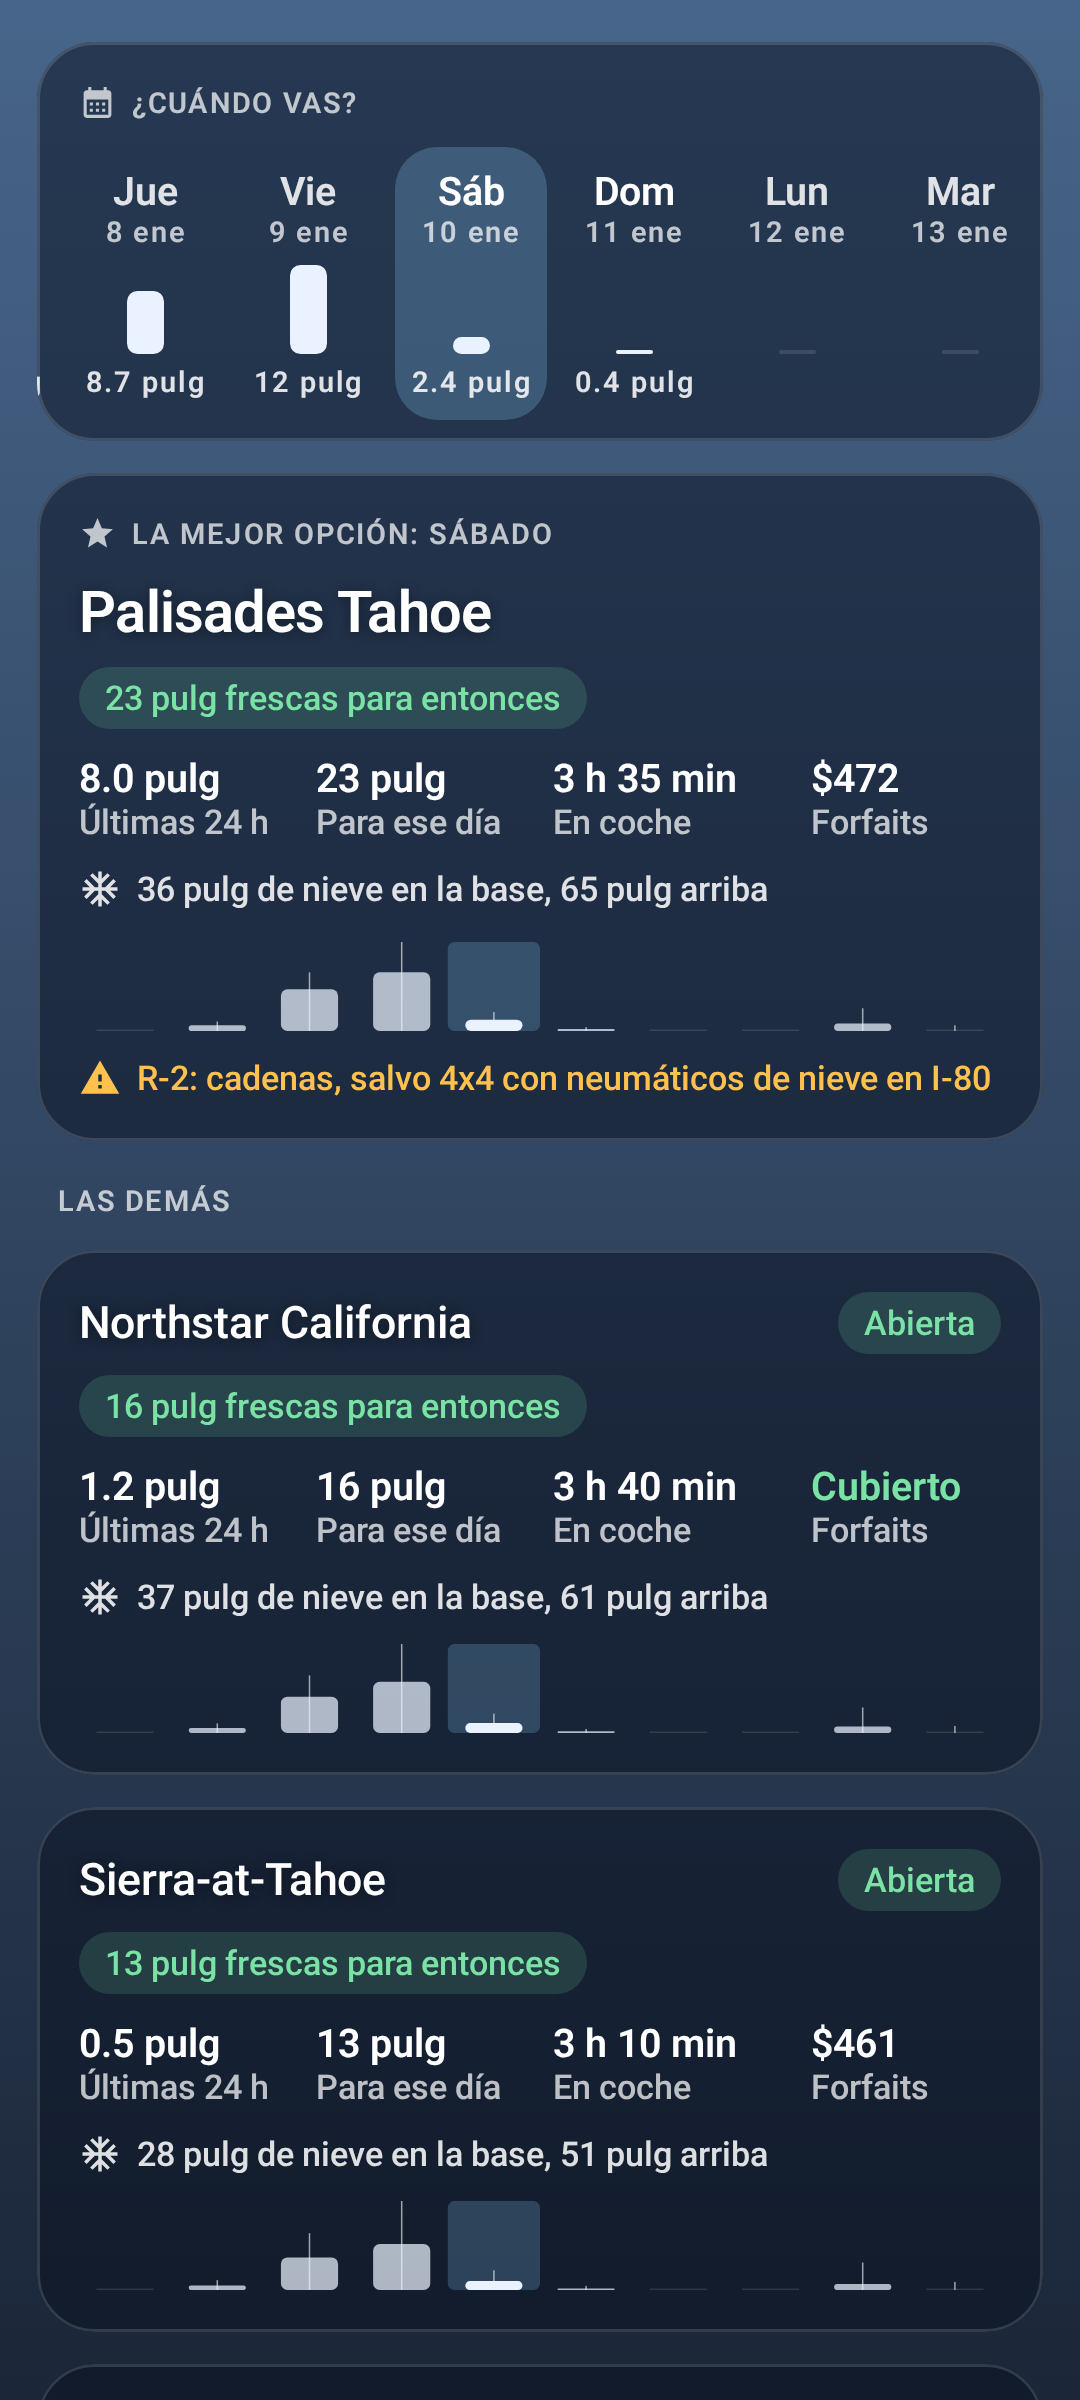 ¿CUÁNDO VAS?
Jue Vie Sáb Dom Lun Mar
8 ene 9 ene 10 ene 11 ene 12 ene 13 ene
8.7 pulg 12 pulg 2.4 pulg 0.4 pulg
LA MEJOR OPCIÓN: SÁBADO
Palisades Tahoe
23 pulg frescas para entonces
8.0 pulg 23 pulg 3 h 35 min $472
Últimas 24 h Para ese día En coche Forfaits
36 pulg de nieve en la base, 65 pulg arriba
R-2: cadenas, salvo 4x4 con neumáticos de nieve en I-80
LAS DEMÁS
Northstar California Abierta
16 pulg frescas para entonces
1.2 pulg 16 pulg 3 h 40 min Cubierto
Últimas 24 h Para ese día En coche Forfaits
37 pulg de nieve en la base, 61 pulg arriba
Sierra-at-Tahoe Abierta
13 pulg frescas para entonces
0.5 pulg 13 pulg 3 h 10 min $461
Últimas 24 h Para ese día En coche Forfaits
28 pulg de nieve en la base, 51 pulg arriba